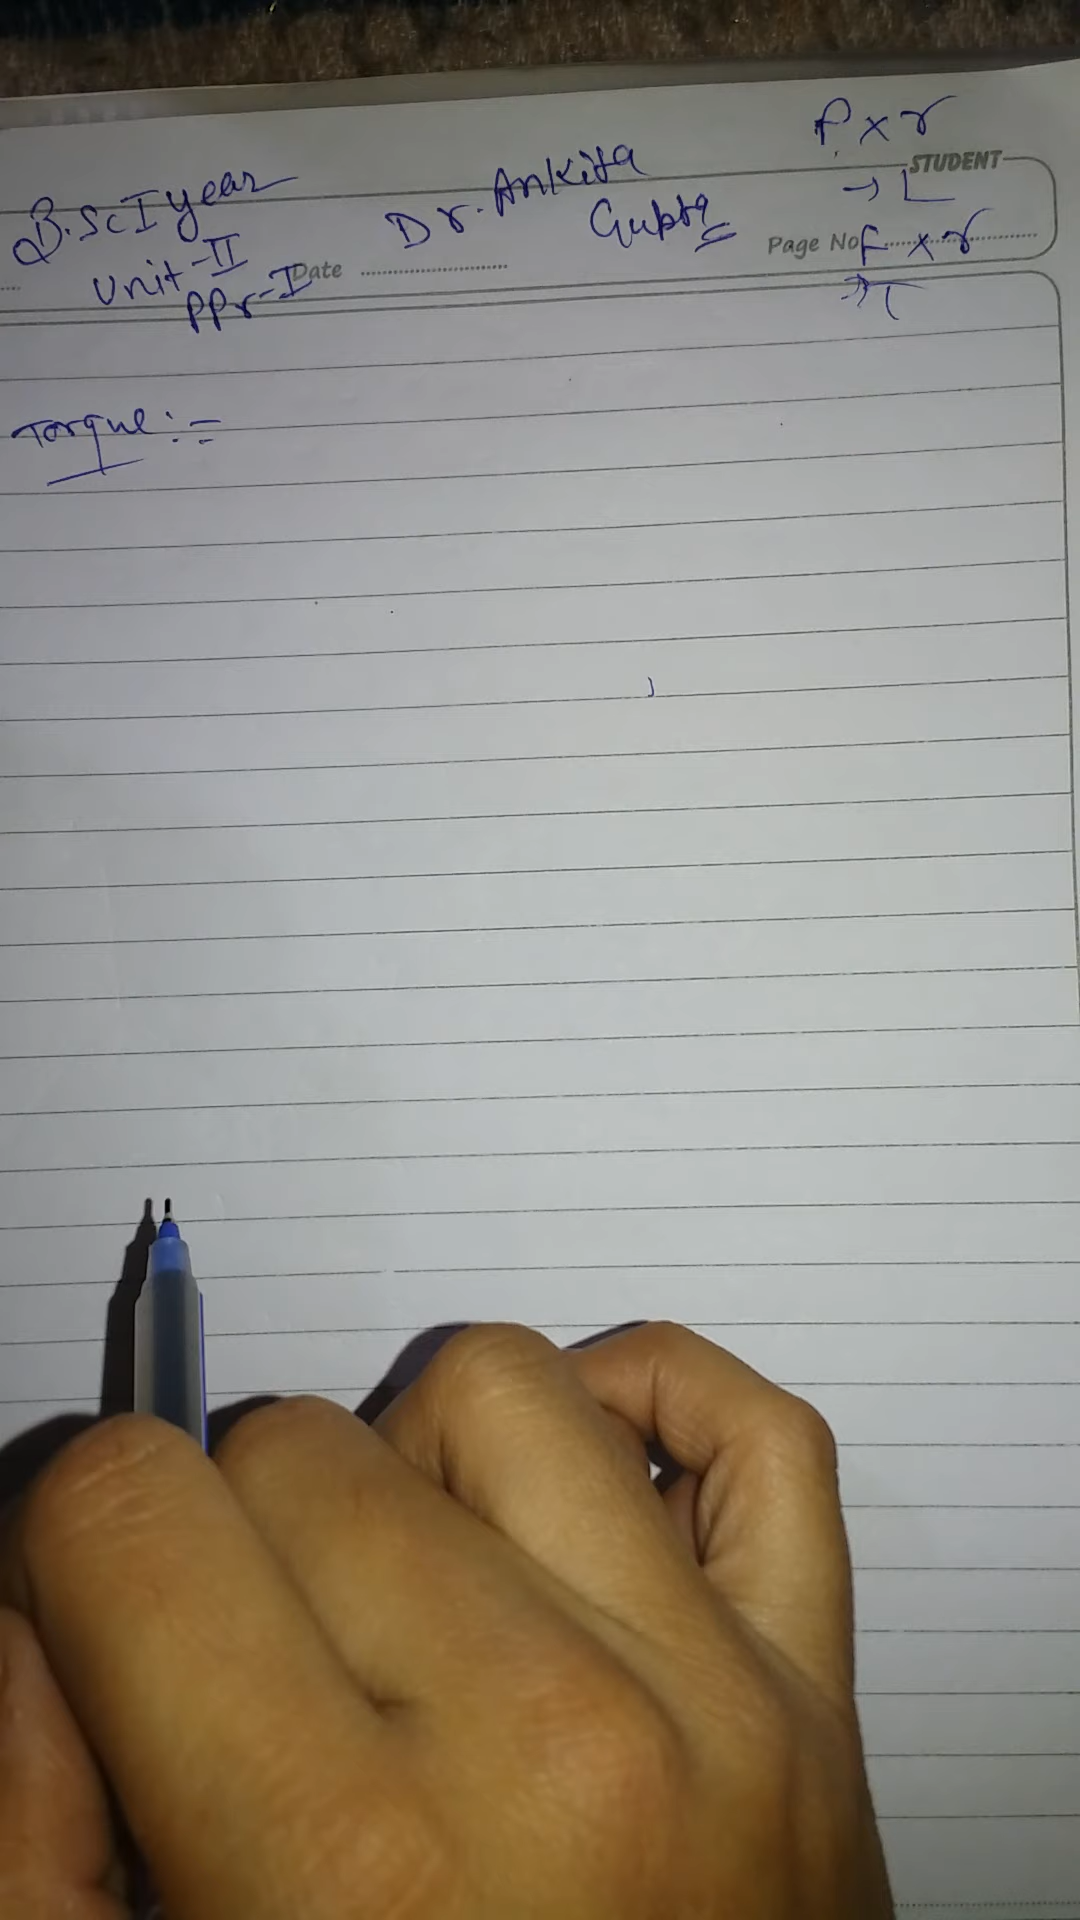 B.Sc I year
Unit-II
PPr-I
Dr. Ankita
Gupta
P × r
→ L
F × r
→ τ
STUDENT
Date
Page No.
Torque :-